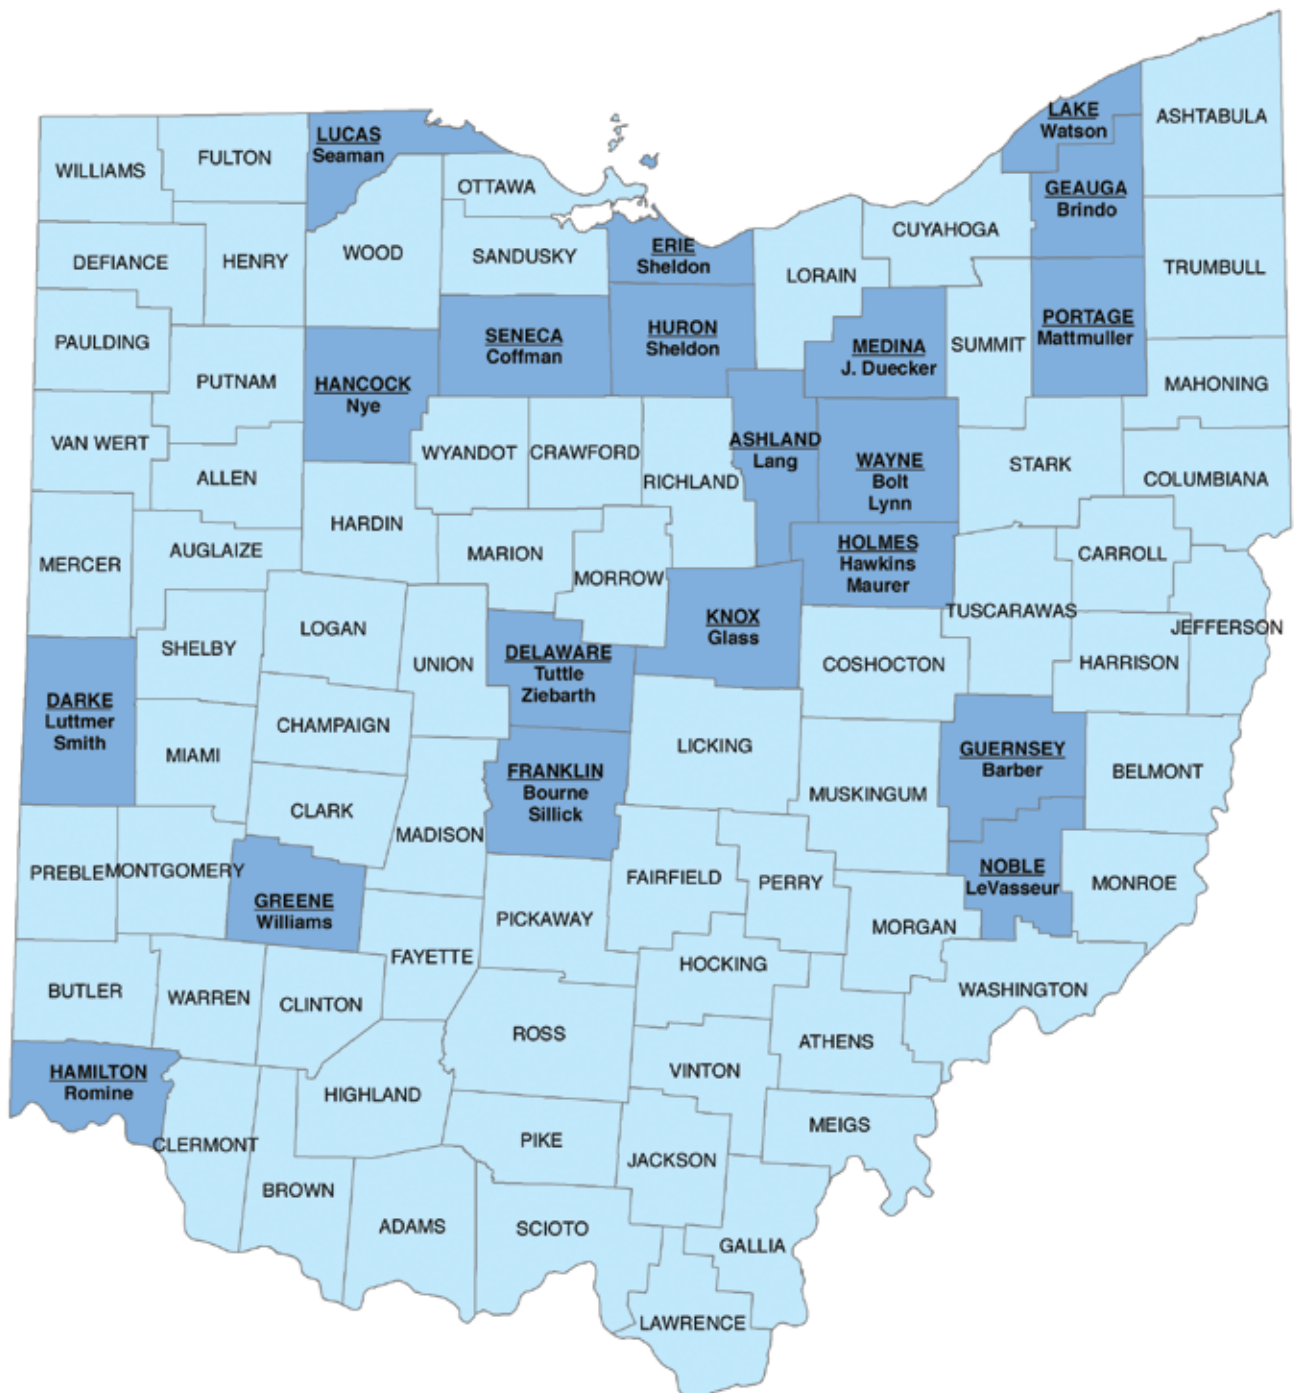 ASHTABULA
LAKE
Watson
LUCAS
Seaman
FULTON
WILLIAMS
OTTAWA
GEAUGA
Brindo
CUYAHOGA
ERIE
Sheldon
WOOD
SANDUSKY
HENRY
DEFIANCE
LORAIN
TRUMBULL
PORTAGE
Mattmuller
HURON
Sheldon
SENECA
Coffman
MEDINA
J. Duecker
SUMMIT
PAULDING
PUTNAM
HANCOCK
Nye
MAHONING
VAN WERT
ASHLAND
Lang
WYANDOT
CRAWFORD
RICHLAND
WAYNE
Bolt
Lynn
STARK
COLUMBIANA
ALLEN
HARDIN
AUGLAIZE
MERCER
MARION
MORROW
HOLMES
Hawkins
Maurer
CARROLL
TUSCARAWAS
JEFFERSON
KNOX
Glass
LOGAN
SHELBY
UNION
DELAWARE
Tuttle
Ziebarth
COSHOCTON
HARRISON
DARKE
Luttmer
Smith
CHAMPAIGN
MIAMI
LICKING
GUERNSEY
Barber
BELMONT
FRANKLIN
Bourne
Sillick
MUSKINGUM
CLARK
MADISON
PREBLE
MONTGOMERY
FAIRFIELD
PERRY
NOBLE
LeVasseur
MONROE
GREENE
Williams
PICKAWAY
MORGAN
FAYETTE
HOCKING
BUTLER
WARREN
CLINTON
WASHINGTON
ROSS
ATHENS
HAMILTON
Romine
VINTON
HIGHLAND
MEIGS
CLERMONT
PIKE
JACKSON
BROWN
ADAMS
SCIOTO
GALLIA
LAWRENCE